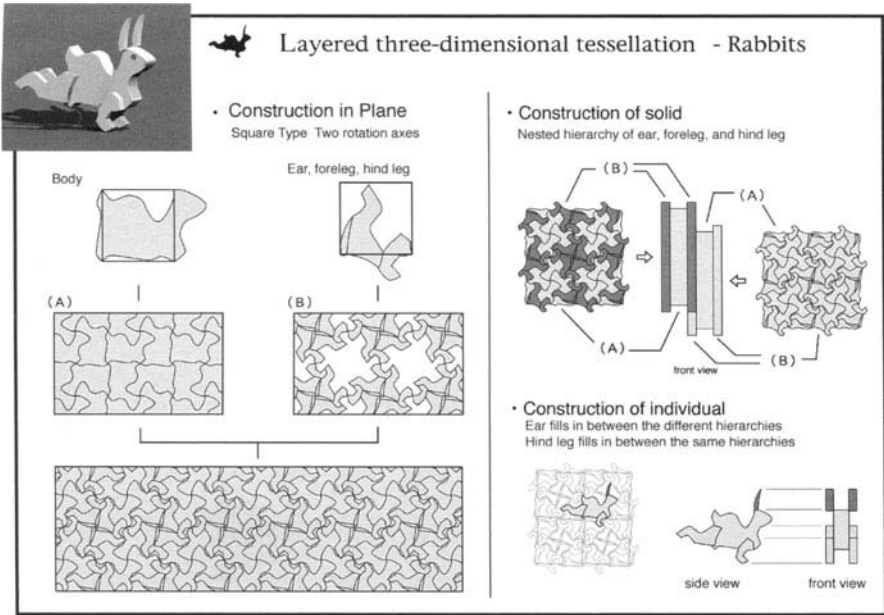 Layered three-dimensional tessellation - Rabbits
· Construction in Plane
Square Type Two rotation axes
Body
Ear, foreleg, hind leg
(A)
(B)
· Construction of solid
Nested hierarchy of ear, foreleg, and hind leg
(B)
(A)
(A)
(B)
front view
· Construction of individual
Ear fills in between the different hierarchies
Hind leg fills in between the same hierarchies
side view
front view